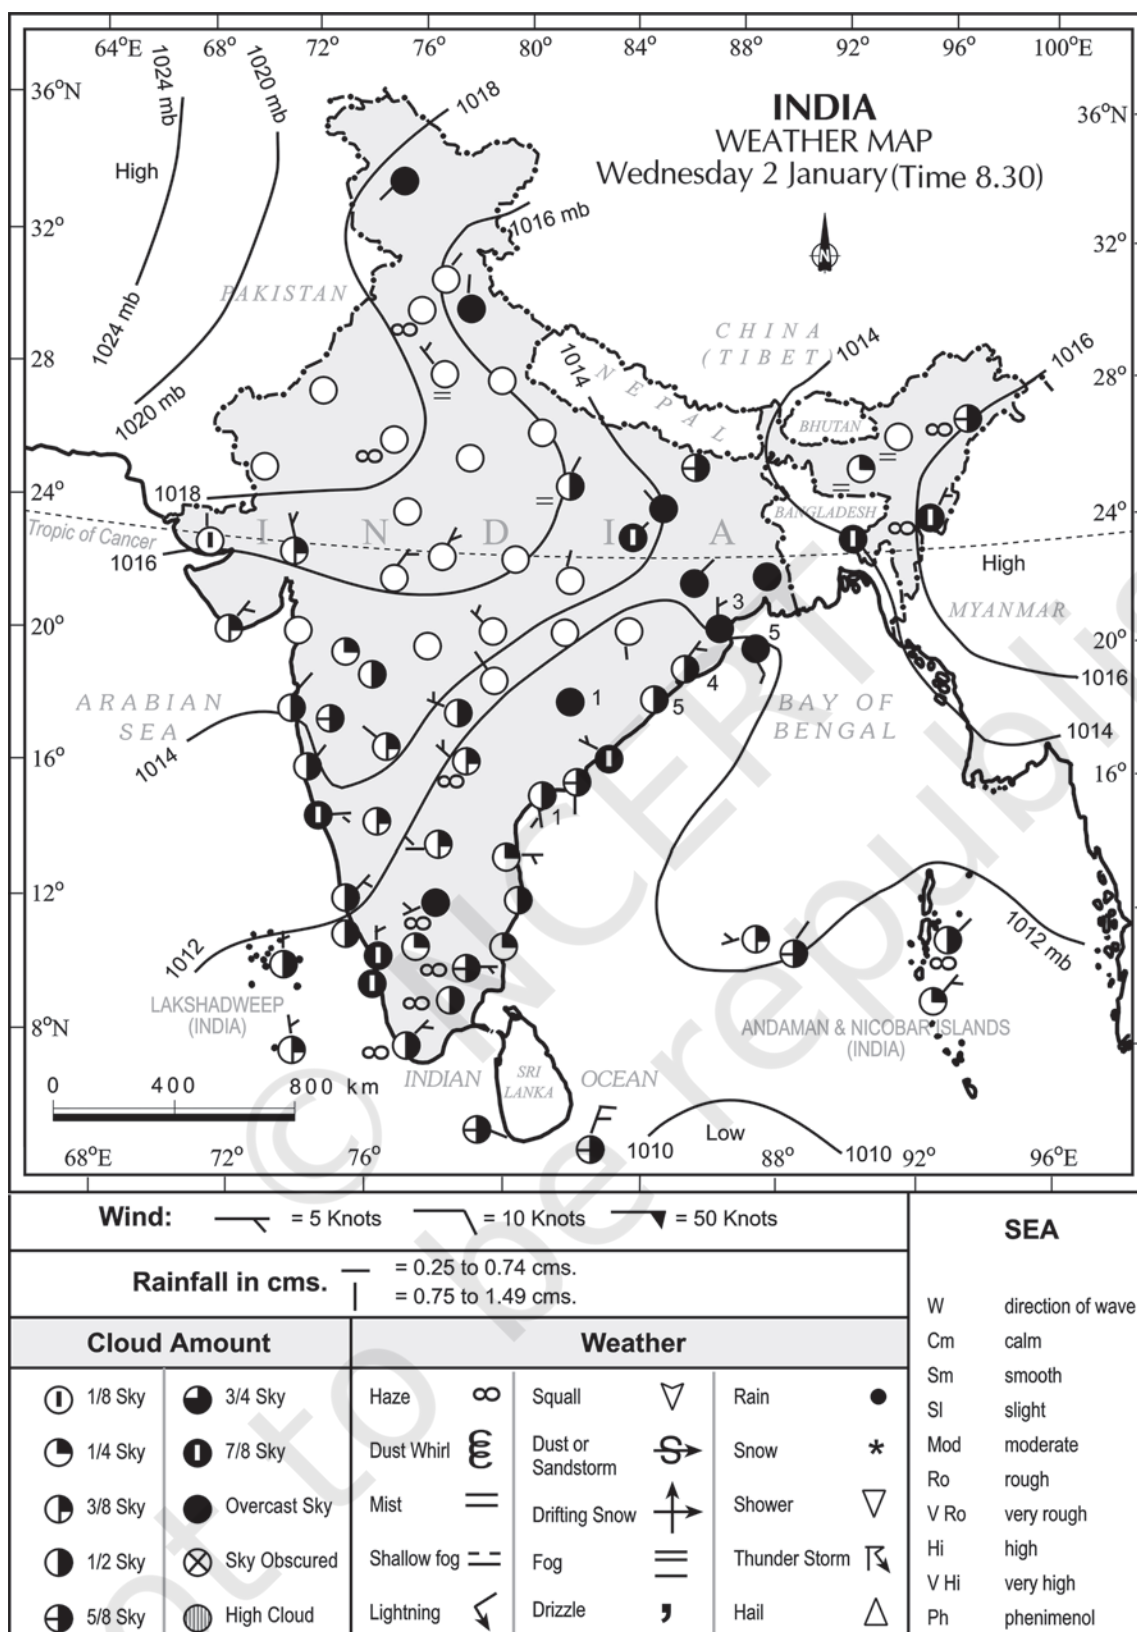 64°E 68° 72° 76° 80° 84° 88° 92° 96° 100°E
1024 mb
1020 mb
1018
36°N
INDIA
36°N
WEATHER MAP
Wednesday 2 January (Time 8.30)
High
32°
1016 mb
32°
N
PAKISTAN
1024 mb
CHINA
(TIBET)
1014
1016
28°
1014
NEPAL
28°
1020 mb
BHUTAN
24°
1018
BANGLADESH
24°
Tropic of Cancer
INDIA
1016
High
MYANMAR
20°
3
5
20°
1016
ARABIAN
SEA
1
4
5
BAY OF
BENGAL
1014
1014
16°
16°
1
12°
1012
1012 mb
LAKSHADWEEP
(INDIA)
8°N
ANDAMAN & NICOBAR ISLANDS
(INDIA)
INDIAN
SRI
LANKA
OCEAN
0 400 800 km
Low
1010
1010
68°E 72° 76° 88° 92° 96°E
© NCERT
not to be republis
Wind: = 5 Knots = 10 Knots = 50 Knots
Rainfall in cms. = 0.25 to 0.74 cms.
= 0.75 to 1.49 cms.
Cloud Amount
Weather
1/8 Sky 3/4 Sky Haze Squall Rain
1/4 Sky 7/8 Sky Dust Whirl Dust or
Sandstorm Snow
3/8 Sky Overcast Sky Mist Drifting Snow Shower
1/2 Sky Sky Obscured Shallow fog Fog Thunder Storm
5/8 Sky High Cloud Lightning Drizzle Hail
SEA
W direction of wave
Cm calm
Sm smooth
Sl slight
Mod moderate
Ro rough
V Ro very rough
Hi high
V Hi very high
Ph phenimenol